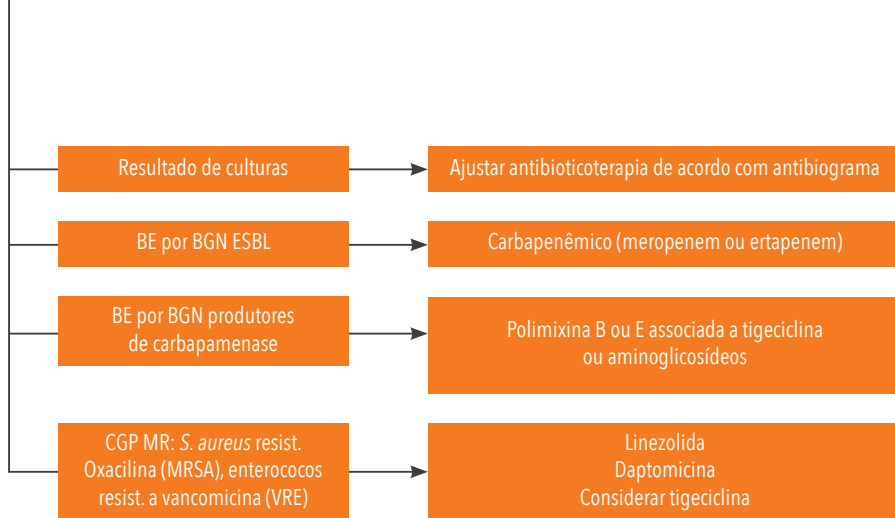 Resultado de culturas
Ajustar antibioticoterapia de acordo com antibiograma
BE por BGN ESBL
Carbapenêmico (meropenem ou ertapenem)
BE por BGN produtores
de carbapamenase
Polimixina B ou E associada a tigeciclina
ou aminoglicosídeos
CGP MR: S. aureus resist.
Oxacilina (MRSA), enterococos
resist. a vancomicina (VRE)
Linezolida
Daptomicina
Considerar tigeciclina